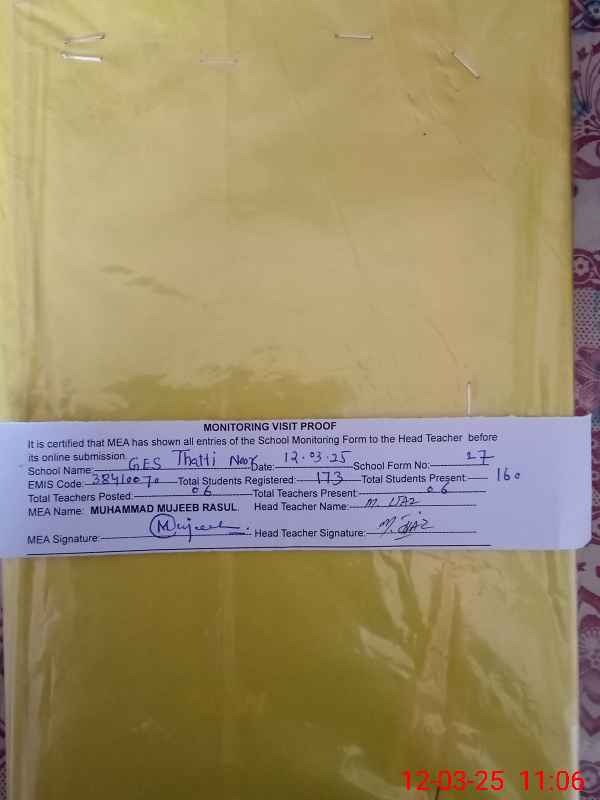 MONITORING VISIT PROOF
It is certified that MEA has shown all entries of the School Monitoring Form to the Head Teacher before
its online submission.
School Name: GES Thatti Noor Date: 12.03.25 School Form No: 27
EMIS Code: 38410070 Total Students Registered: 173 Total Students Present: 160
Total Teachers Posted: 06 Total Teachers Present: 06
MEA Name: MUHAMMAD MUJEEB RASUL. Head Teacher Name: M. IJAZ
MEA Signature: Mujeeb Head Teacher Signature: M. IJAZ
12-03-25 11:06